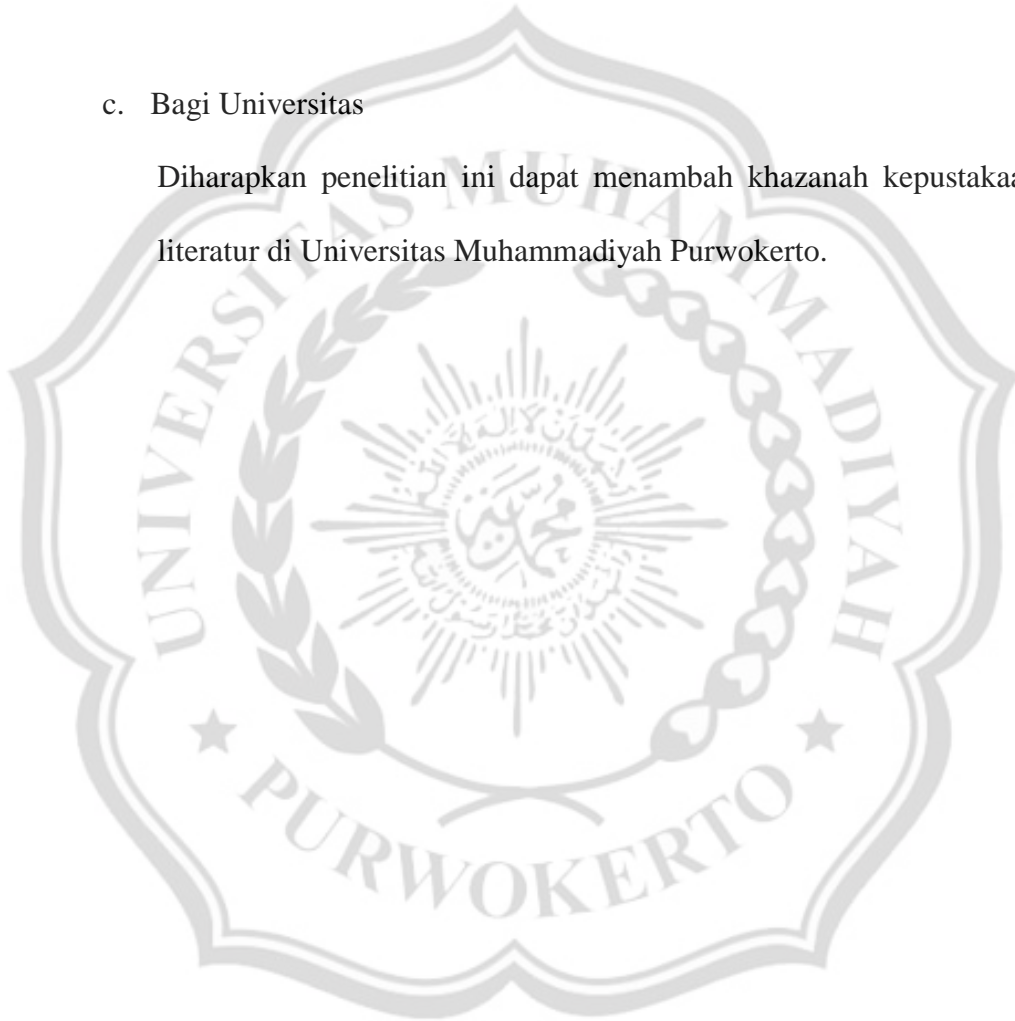 c. Bagi Universitas
Diharapkan penelitian ini dapat menambah khazanah kepustakaa
literatur di Universitas Muhammadiyah Purwokerto.
UNIVERSITAS MUHAMMADIYAH
PURWOKERTO